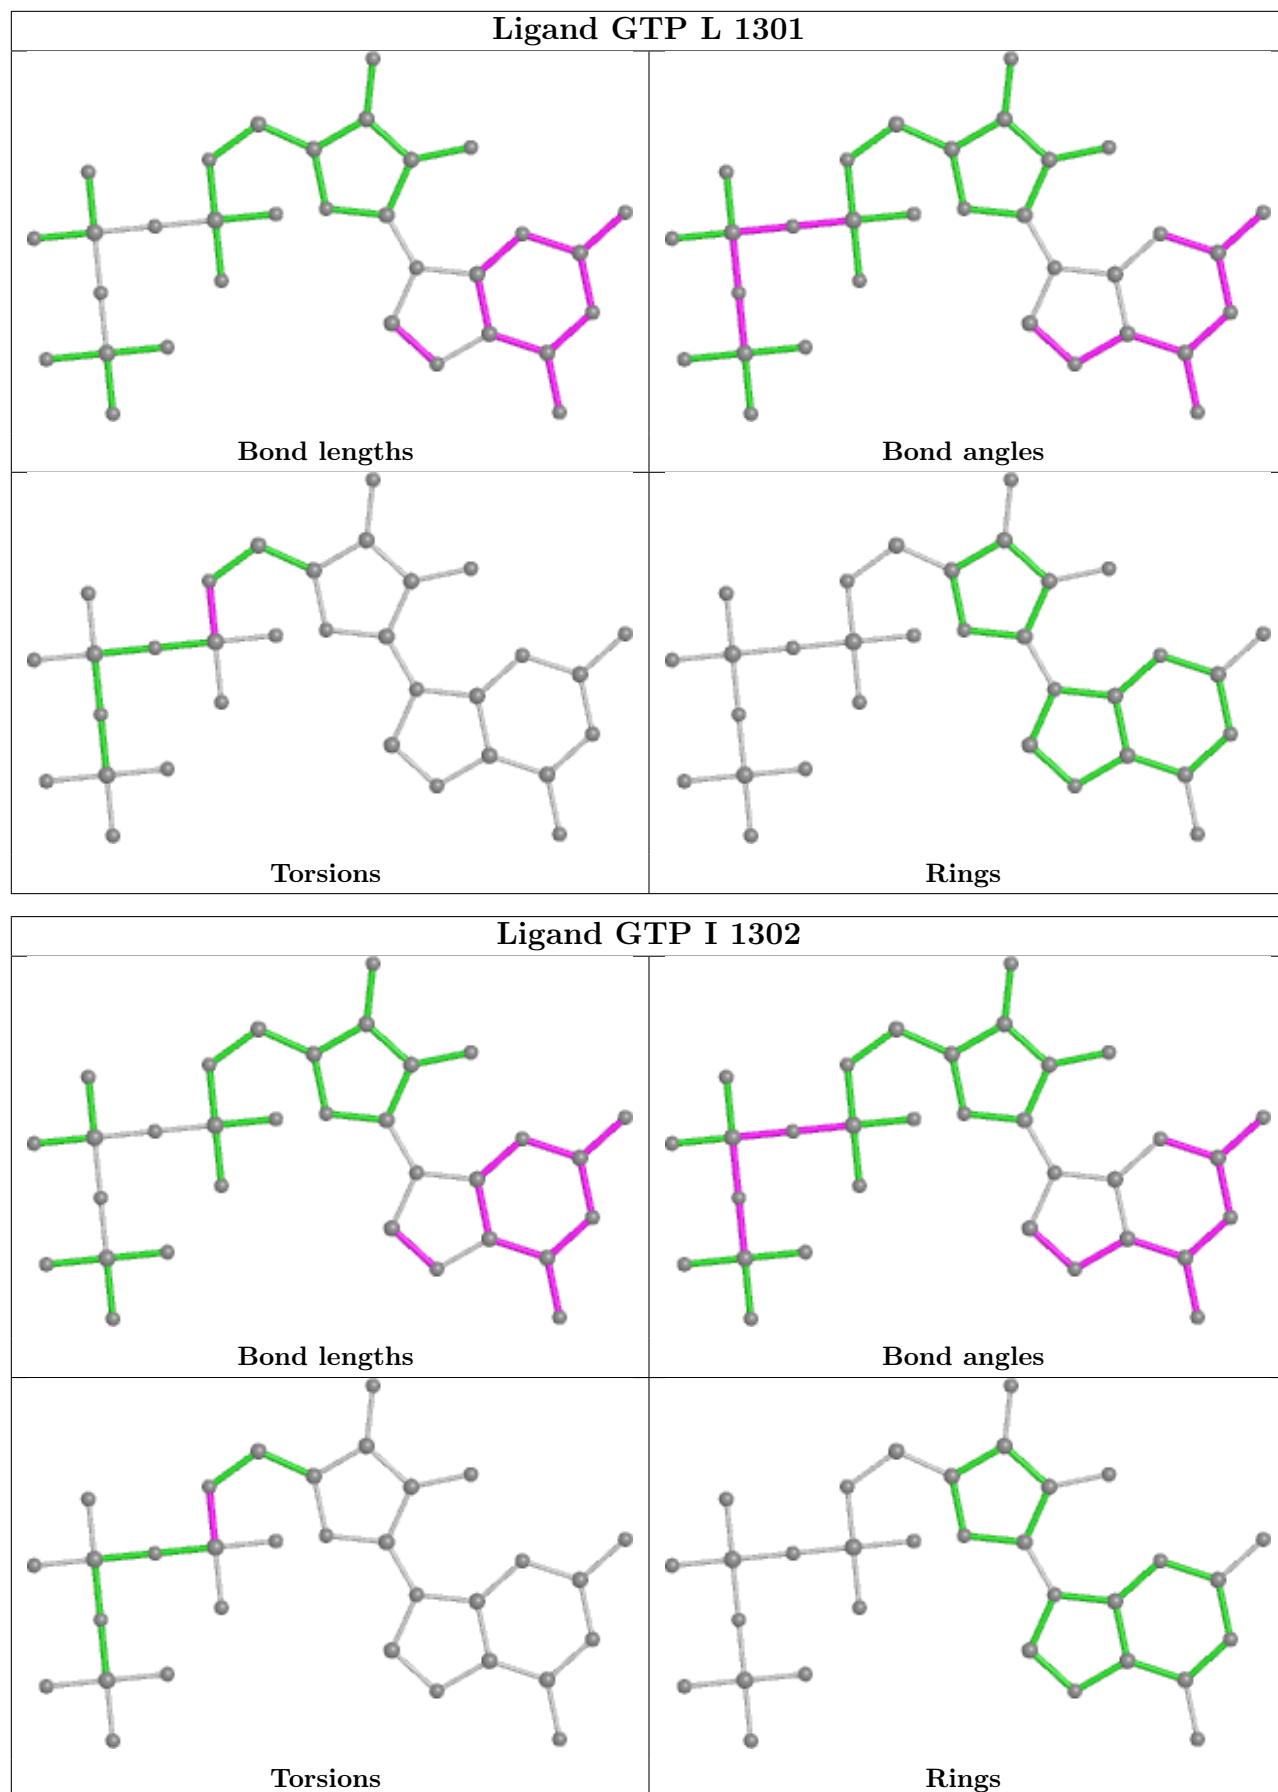 Ligand GTP L 1301
Bond lengths
Bond angles
Torsions
Rings
Ligand GTP I 1302
Bond lengths
Bond angles
Torsions
Rings